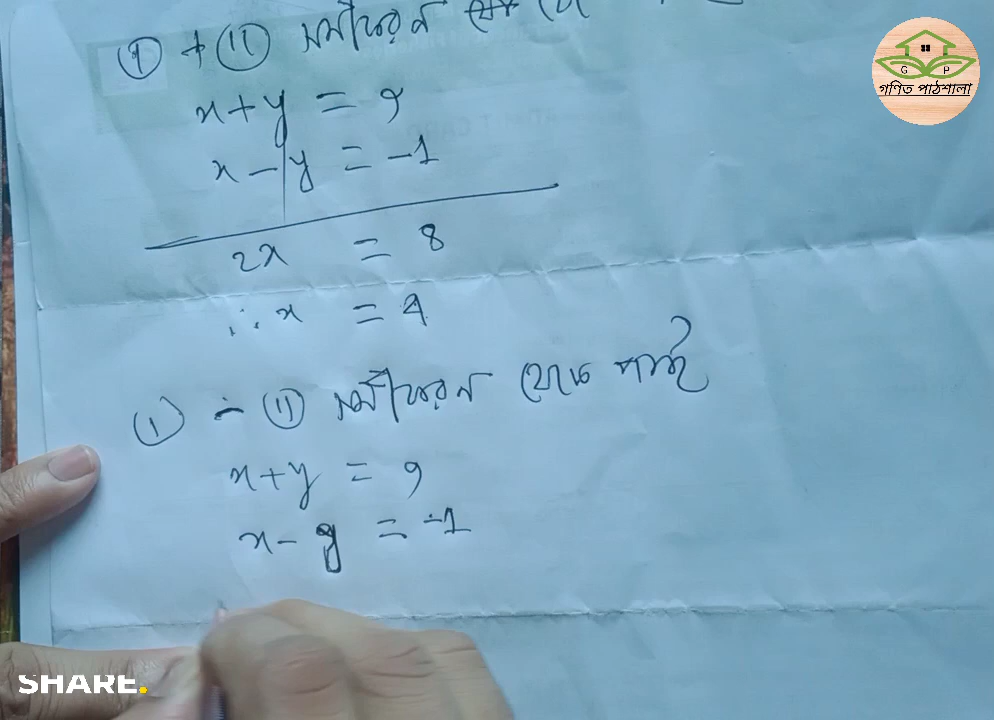 (i) + (ii) সমীকরণ
x + y = 9
x - y = -1
2x = 8
∴ x = 4
(i) - (ii) সমীকরণ থেকে পাই
x + y = 9
x - y = -1
G P
গণিত পাঠশালা
SHARE.